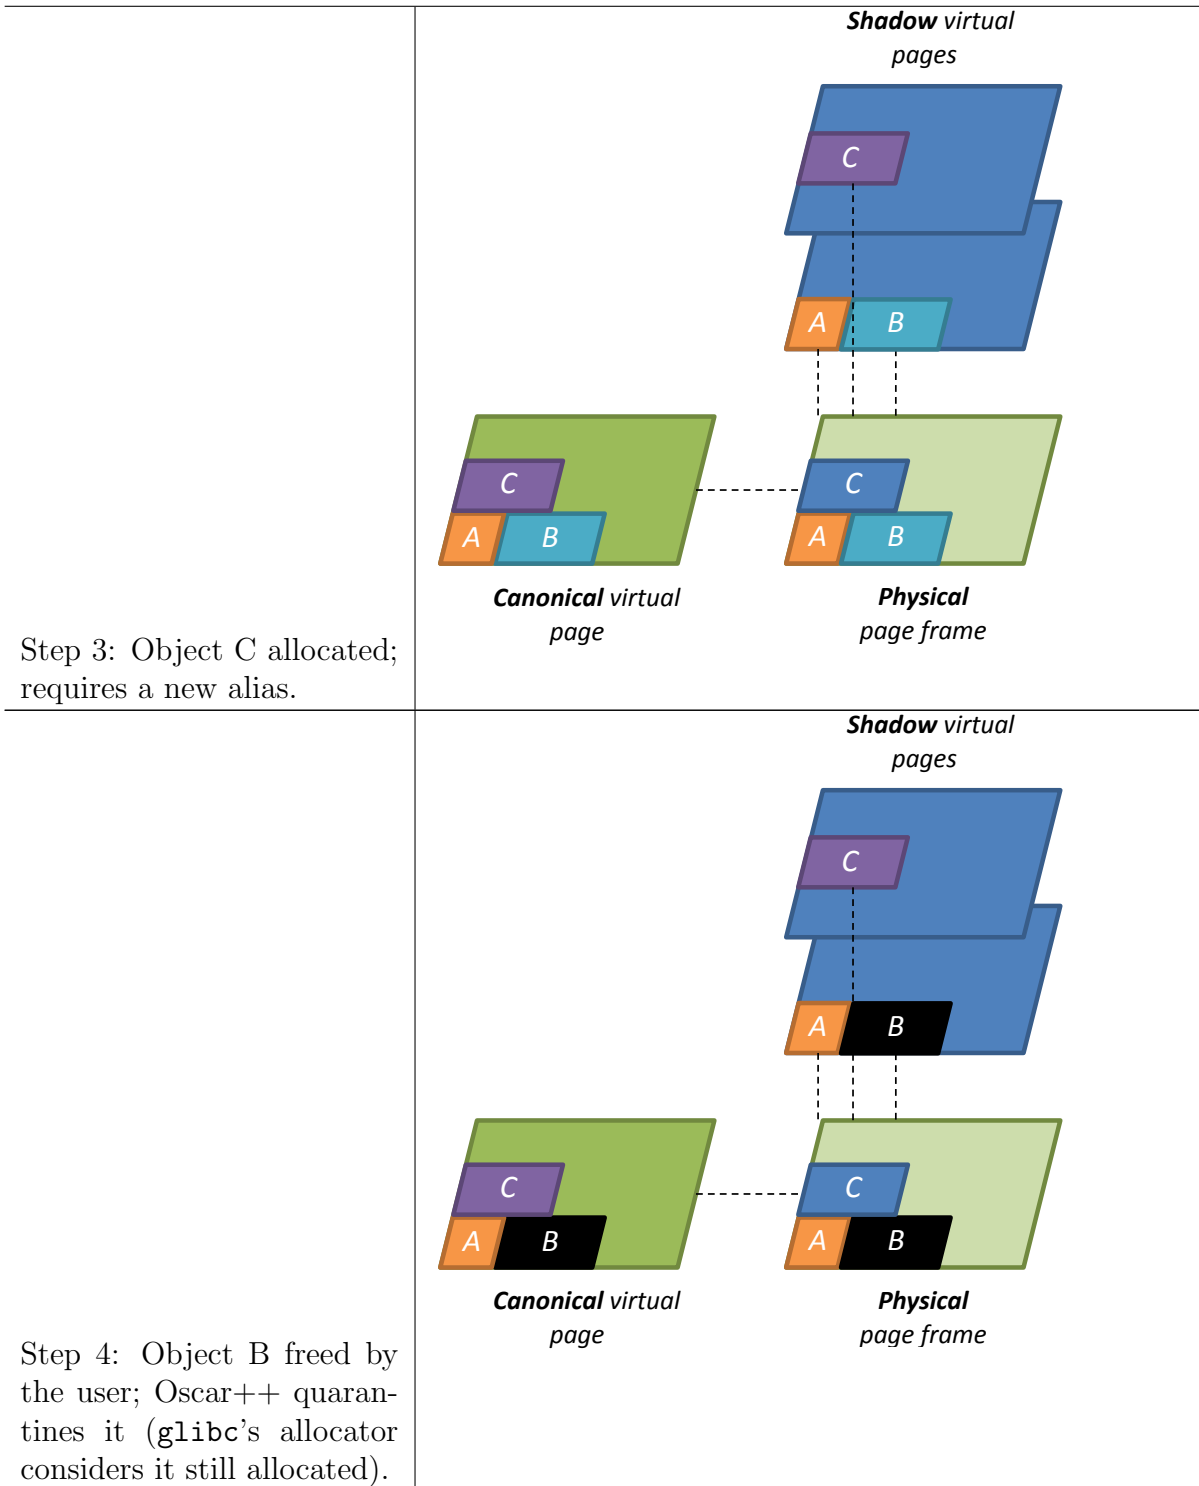 Shadow virtual
pages
C
A B
C C
A B A B
Canonical virtual Physical
page page frame
Step 3: Object C allocated;
requires a new alias.
Shadow virtual
pages
C
A B
C C
A B A B
Canonical virtual Physical
page page frame
Step 4: Object B freed by
the user; Oscar++ quaran-
tines it (glibc's allocator
considers it still allocated).